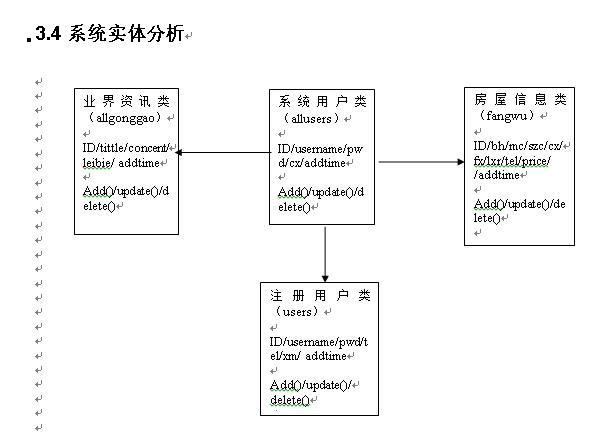 3.4 系统实体分析
业界资讯类
（allgonggao）
ID/tittle/concent/
leibie/ addtime
Add()/update()/d
elete()
系统用户类
（allusers）
ID/username/pw
d/cx/addtime
Add()/update()/d
elete()
房屋信息类
（fangwu）
ID/bh/mc/szc/cx/
fx/lxr/tel/price/
/addtime
Add()/update()/de
lete()
注册用户类
（users）
ID/username/pwd/t
el/xm/ addtime
Add()/update()/
delete()